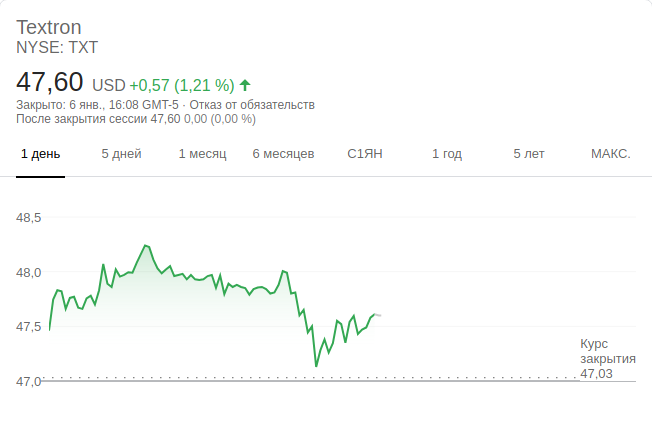 Textron
NYSE: TXT
47,60 USD +0,57 (1,21 %)
Закрыто: 6 янв., 16:08 GMT-5 · Отказ от обязательств
После закрытия сессии 47,60 0,00 (0,00 %)
1 день 5 дней 1 месяц 6 месяцев С1ЯН 1 год 5 лет МАКС.
48,5
48,0
47,5
Курс
закрытия
47,03
47,0